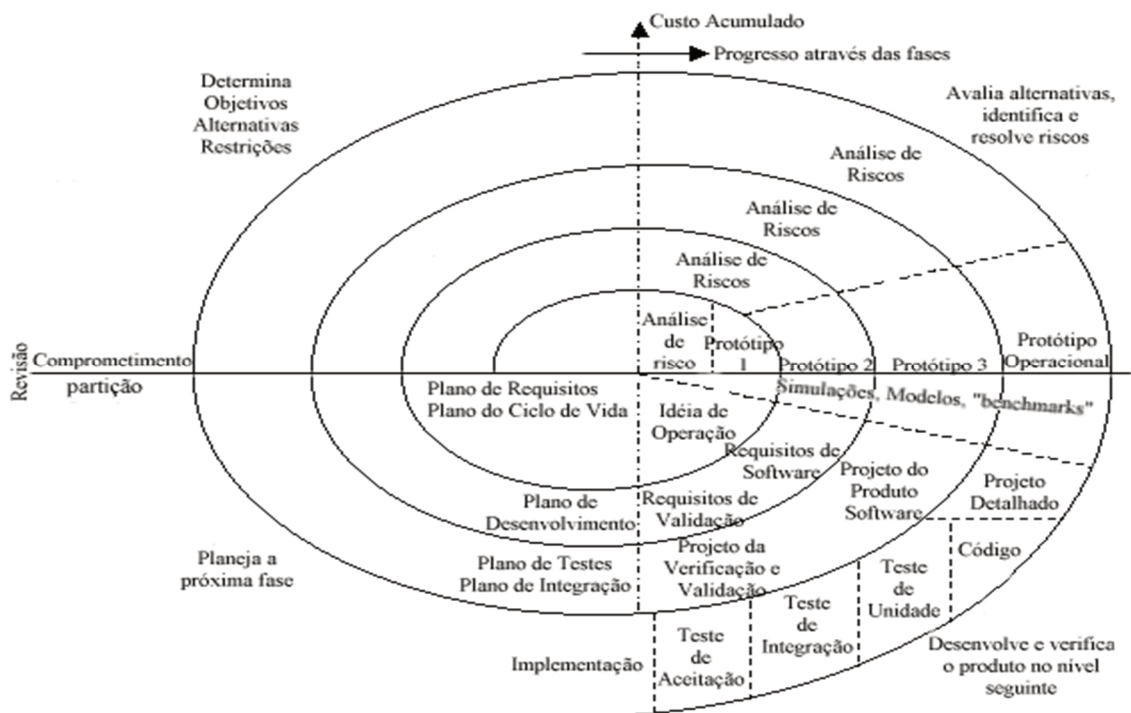 Custo Acumulado
Progresso através das fases
Determina
Objetivos
Alternativas
Restrições
Avalia alternativas,
identifica e
resolve riscos
Análise de
Riscos
Análise de
Riscos
Análise de
Riscos
Análise
de
risco
Protótipo
1
Protótipo 2
Protótipo 3
Protótipo
Operacional
Revisão
Comprometimento
partição
Simulações, Modelos, "benchmarks"
Plano de Requisitos
Plano do Ciclo de Vida
Idéia de
Operação
Requisitos de
Software
Projeto do
Produto
Software
Projeto
Detalhado
Plano de
Desenvolvimento
Requisitos de
Validação
Planeja a
próxima fase
Plano de Testes
Plano de Integração
Projeto da
Verificação e
Validação
Código
Teste
de
Unidade
Teste
de
Integração
Teste
de
Aceitação
Implementação
Desenvolve e verifica
o produto no nível
seguinte